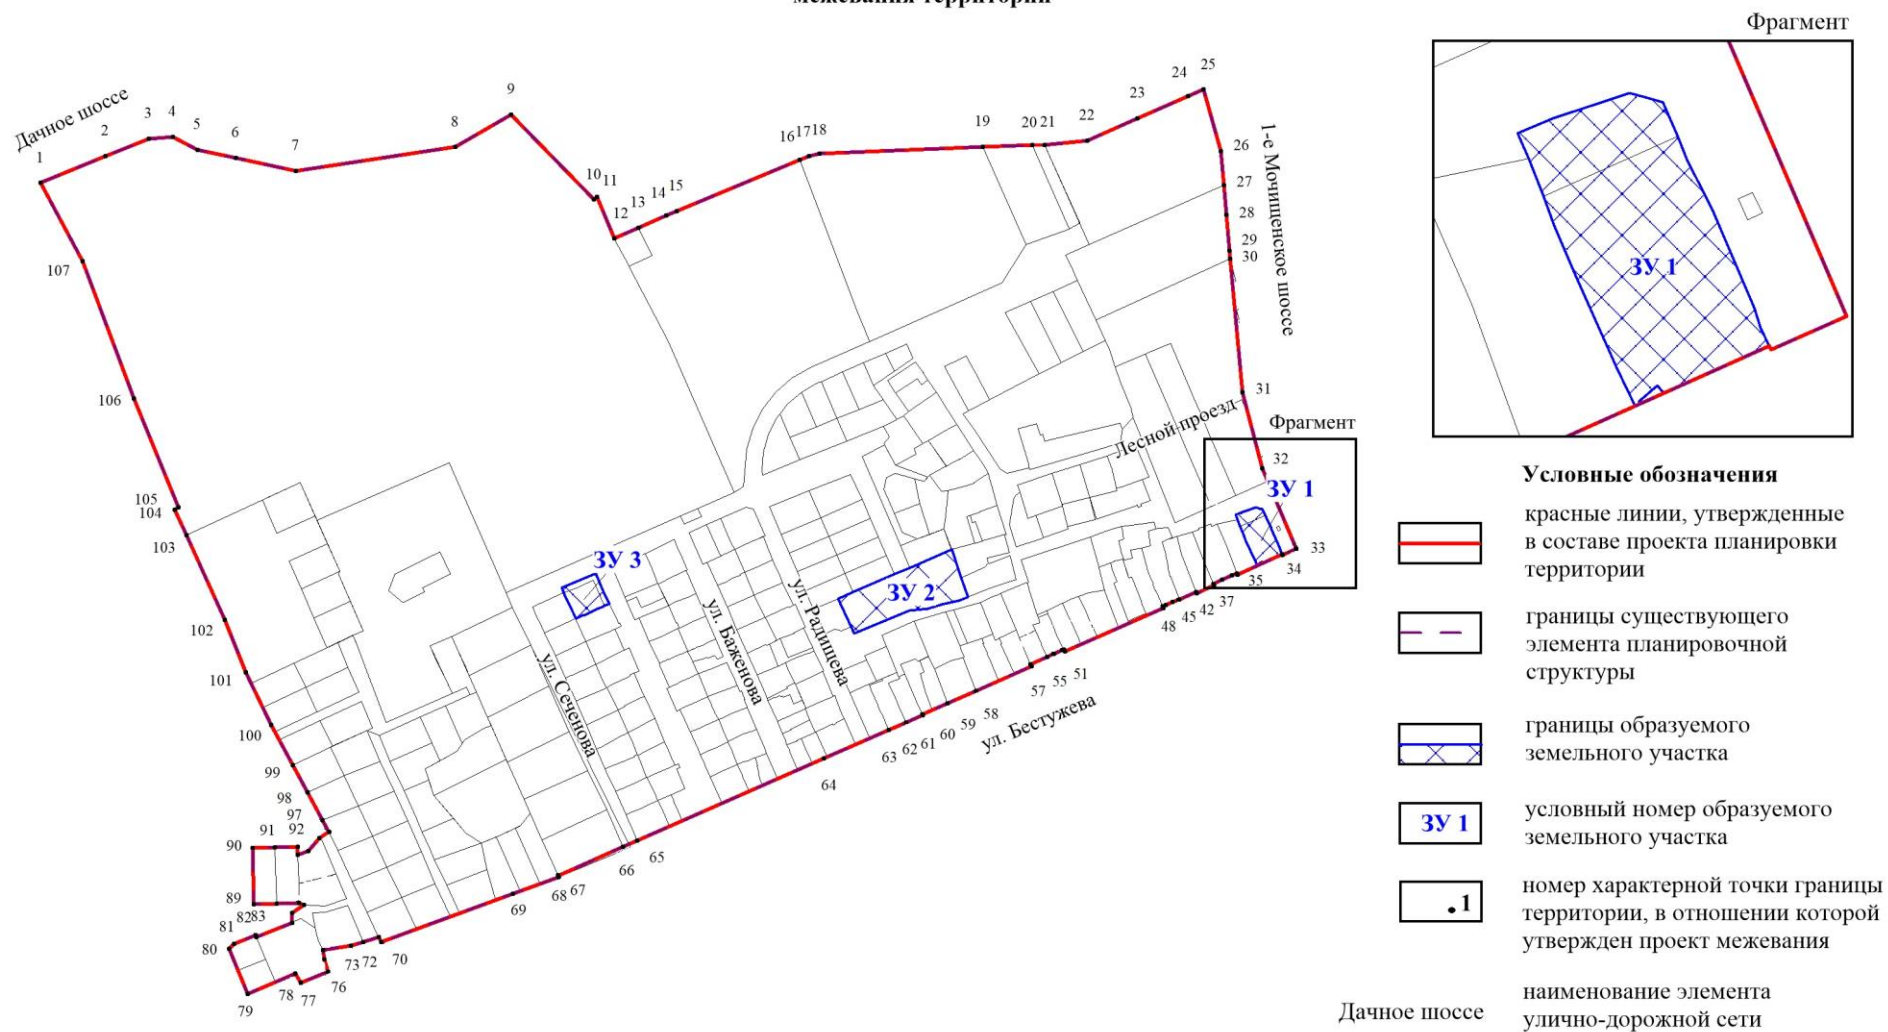 межевания территории
Фрагмент
Дачное шоссе
1
2
3
4
5
6
7
8
9
10
11
12
13
14
15
16
17
18
19
20
21
22
23
24
25
26
27
28
29
30
31
32
33
34
35
37
42
45
48
51
55
57
58
59
60
61
62
63
64
65
66
67
68
69
70
72
73
76
77
78
79
80
81
82
83
89
90
91
92
97
98
99
100
101
102
103
104
105
106
107
1-е Мочищенское шоссе
Лесной проезд
Фрагмент
ЗУ 1
ЗУ 2
ЗУ 3
ул. Сеченова
ул. Баженова
ул. Радищева
ул. Бестужева
ЗУ 1
Условные обозначения
красные линии, утвержденные
в составе проекта планировки
территории
границы существующего
элемента планировочной
структуры
границы образуемого
земельного участка
ЗУ 1
условный номер образуемого
земельного участка
.1
номер характерной точки границы
территории, в отношении которой
утвержден проект межевания
Дачное шоссе
наименование элемента
улично-дорожной сети